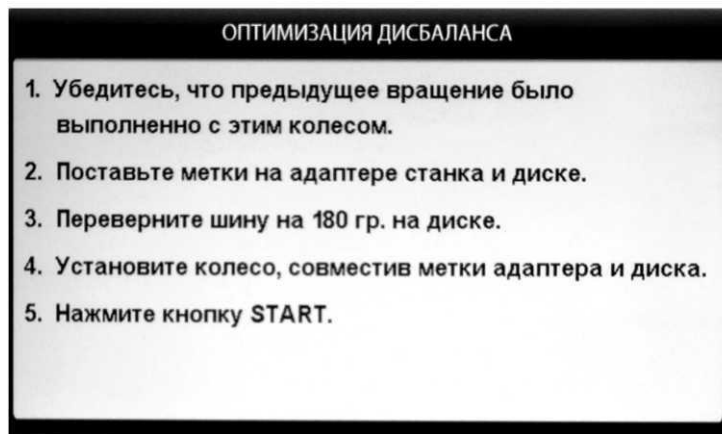 ОПТИМИЗАЦИЯ ДИСБАЛАНСА
1. Убедитесь, что предыдущее вращение было
выполненно с этим колесом.
2. Поставьте метки на адаптере станка и диске.
3. Переверните шину на 180 гр. на диске.
4. Установите колесо, совместив метки адаптера и диска.
5. Нажмите кнопку START.